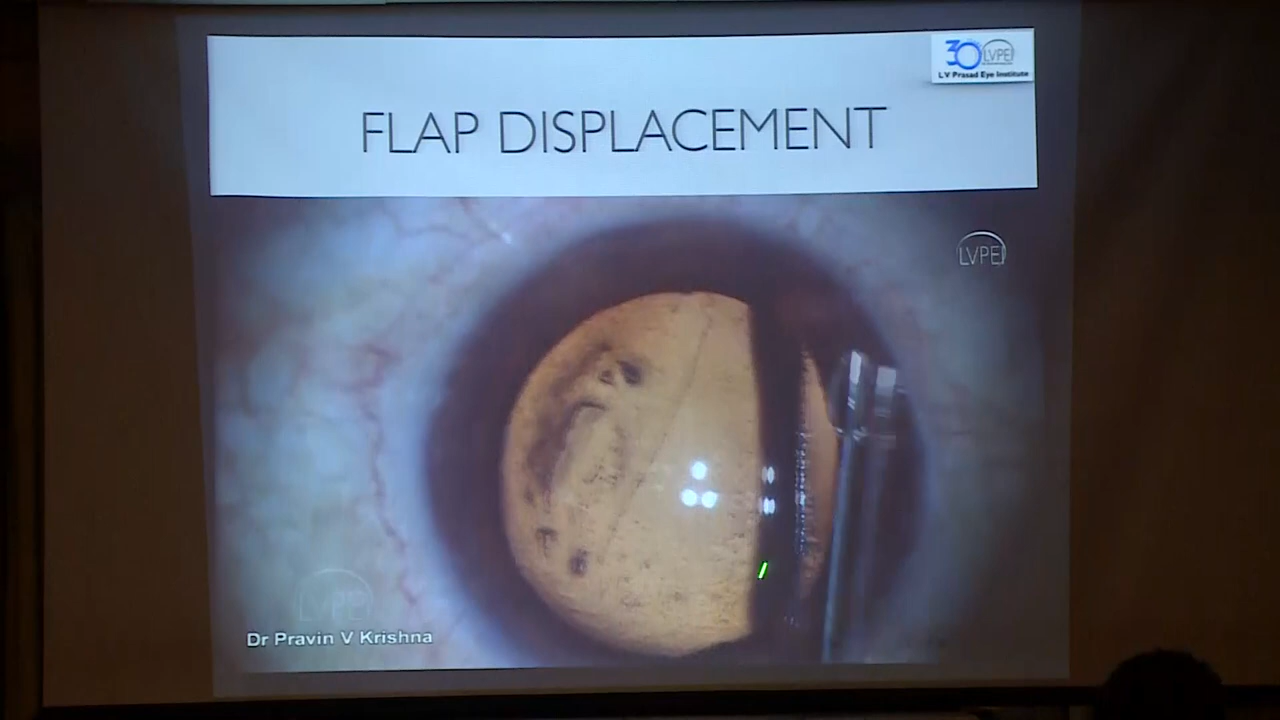 30 LVPEI
L V Prasad Eye Institute
FLAP DISPLACEMENT
LVPEI
LVPEI
Dr Pravin V Krishna